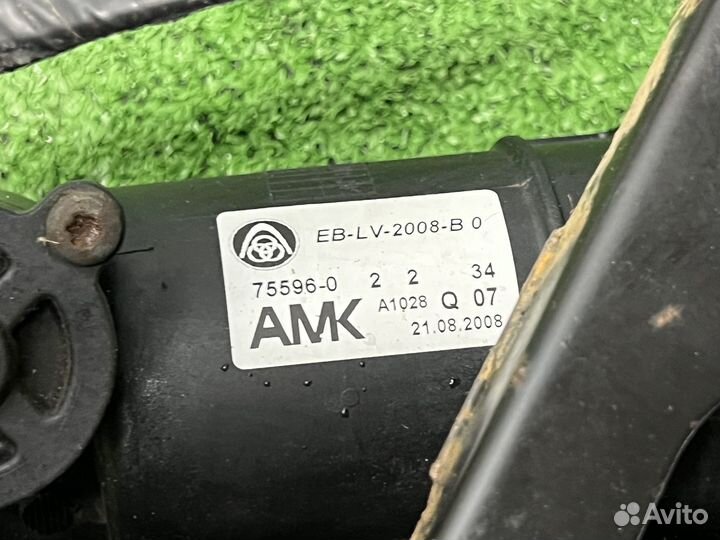 EB-LV-2008-B 0
75596-0 2 2 34
AMK A1028 Q 07
21.08.2008
Avito